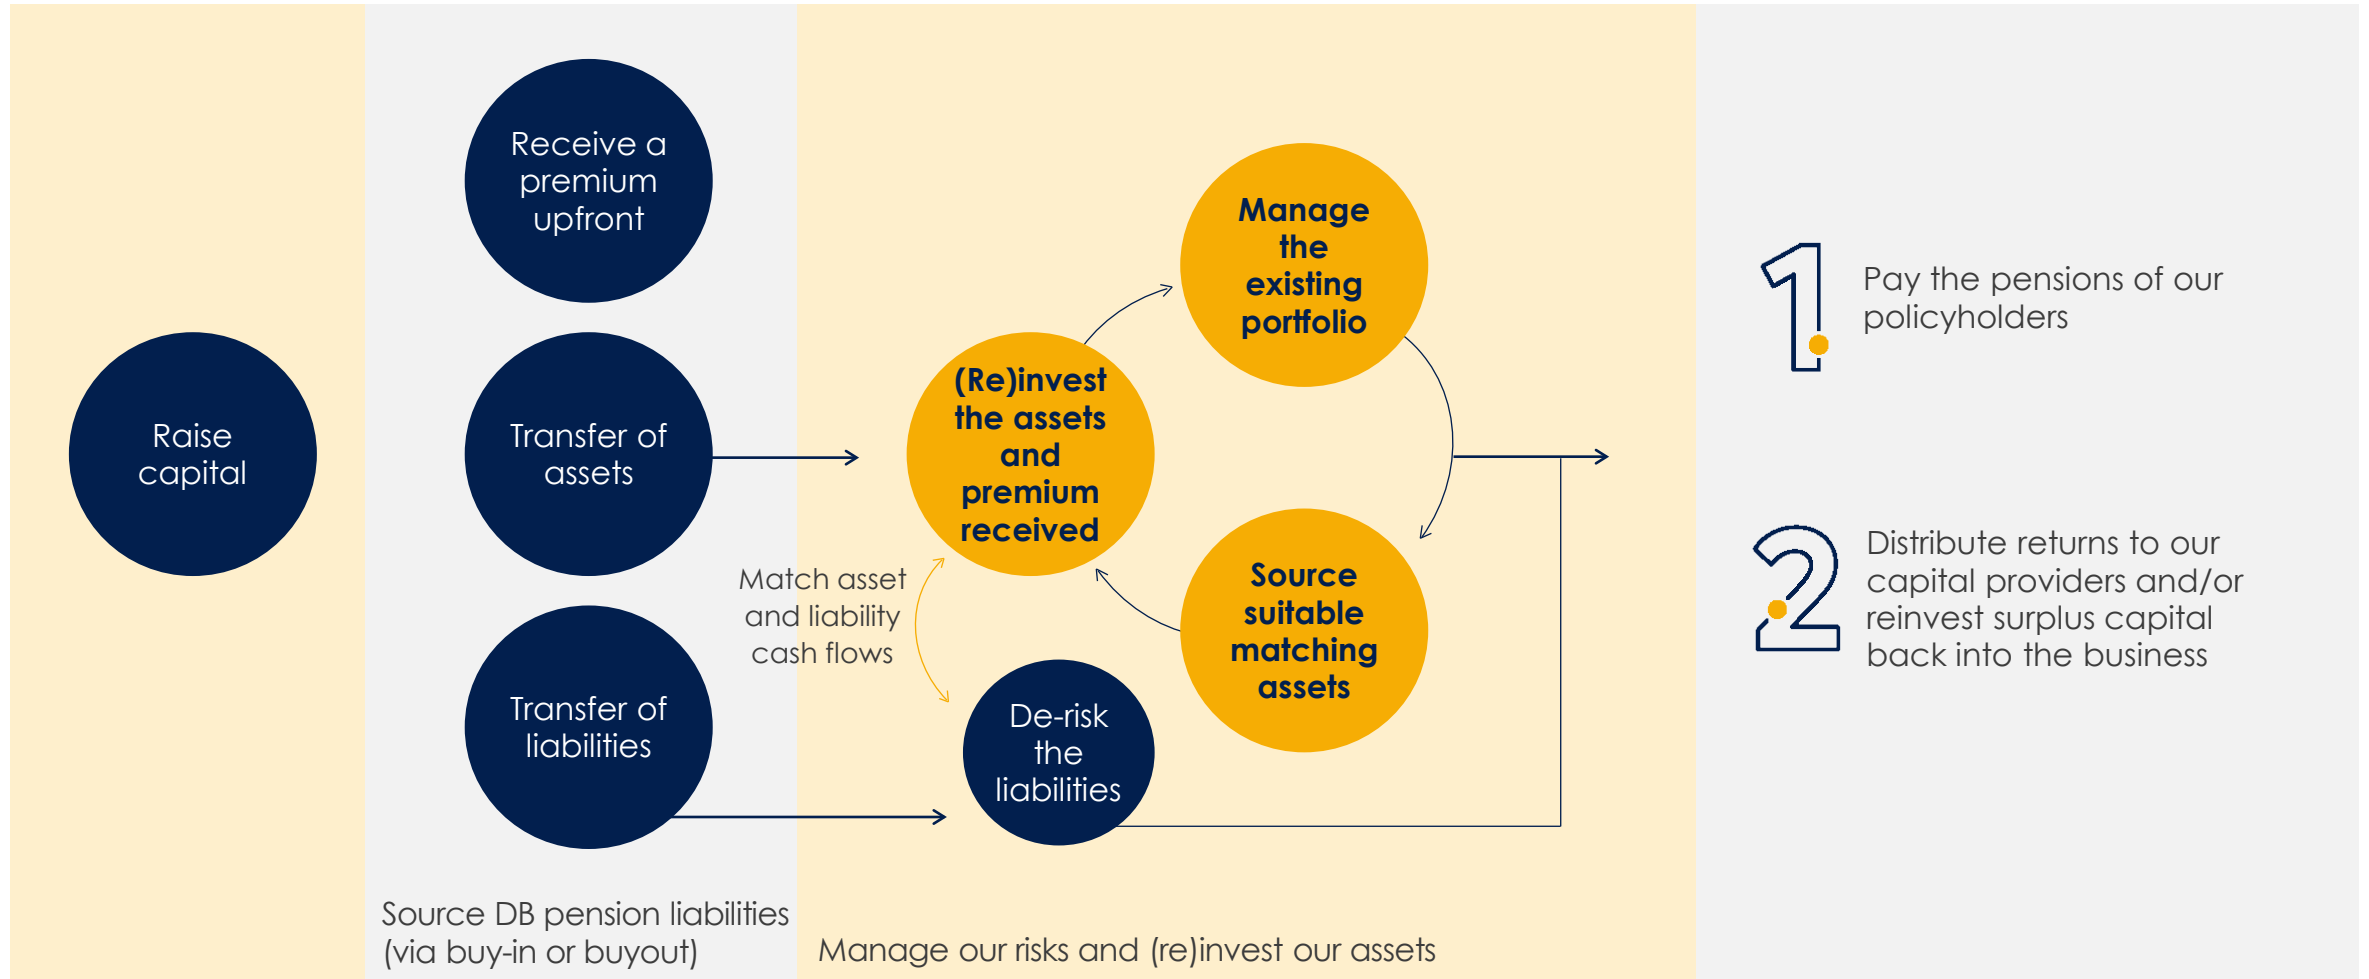 Raise
capital
Receive a
premium
upfront
Transfer of
assets
Transfer of
liabilities
Source DB pension liabilities
(via buy-in or buyout)
(Re)invest
the assets
and
premium
received
Manage
the
existing
portfolio
Source
suitable
matching
assets
Match asset
and liability
cash flows
De-risk
the
liabilities
Manage our risks and (re)invest our assets
1
Pay the pensions of our
policyholders
2
Distribute returns to our
capital providers and/or
reinvest surplus capital
back into the business